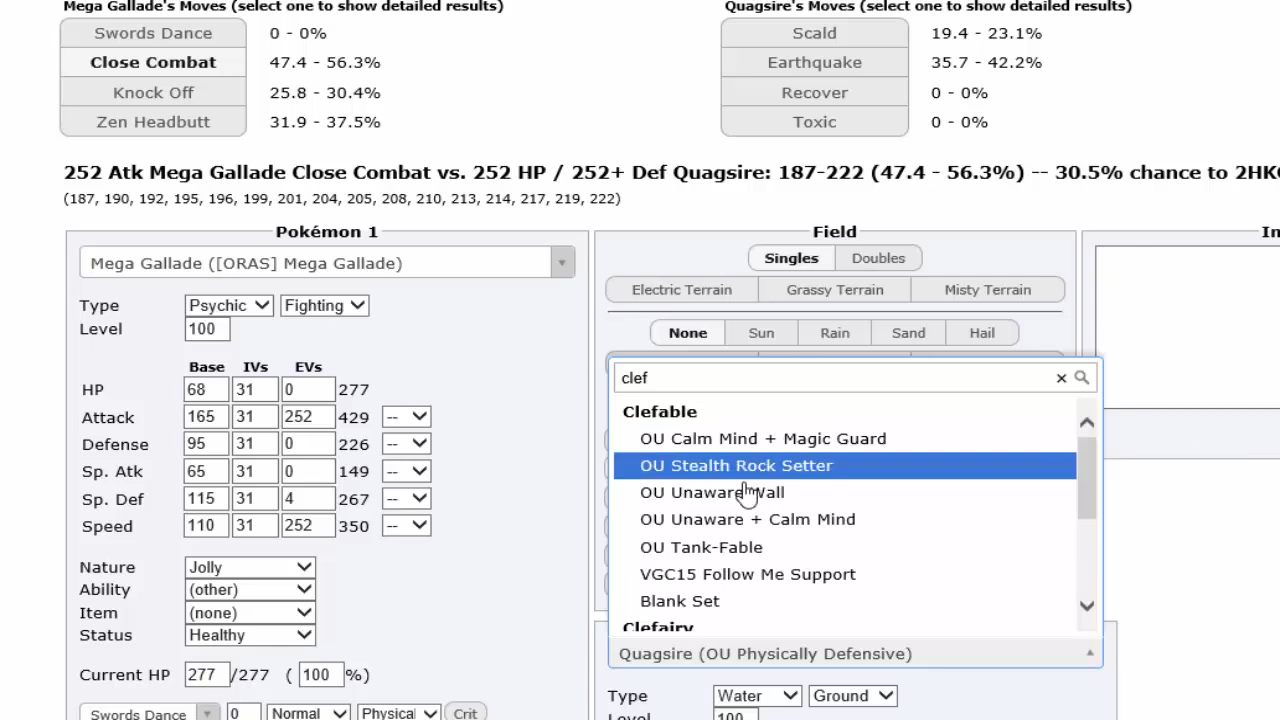 Mega Gallade's Moves (select one to show detailed results)
Quagsire's Moves (select one to show detailed results)
Swords Dance 0 - 0%
Close Combat 47.4 - 56.3%
Knock Off 25.8 - 30.4%
Zen Headbutt 31.9 - 37.5%
Scald 19.4 - 23.1%
Earthquake 35.7 - 42.2%
Recover 0 - 0%
Toxic 0 - 0%
252 Atk Mega Gallade Close Combat vs. 252 HP / 252+ Def Quagsire: 187-222 (47.4 - 56.3%) -- 30.5% chance to 2HK
(187, 190, 192, 195, 196, 199, 201, 204, 205, 208, 210, 213, 214, 217, 219, 222)
Pokémon 1
Mega Gallade ([ORAS] Mega Gallade)
Type Psychic Fighting
Level 100
Base IVs EVs
HP 68 31 0 277
Attack 165 31 252 429 --
Defense 95 31 0 226 --
Sp. Atk 65 31 0 149 --
Sp. Def 115 31 4 267 --
Speed 110 31 252 350 --
Nature Jolly
Ability (other)
Item (none)
Status Healthy
Current HP 277 /277 ( 100 %)
Swords Dance 0 Normal Physical Crit
Field
Singles Doubles
Electric Terrain Grassy Terrain Misty Terrain
None Sun Rain Sand Hail
clef
Clefable
OU Calm Mind + Magic Guard
OU Stealth Rock Setter
OU Unaware Wall
OU Unaware + Calm Mind
OU Tank-Fable
VGC15 Follow Me Support
Blank Set
Clefairy
Quagsire (OU Physically Defensive)
Type Water Ground
Level 100